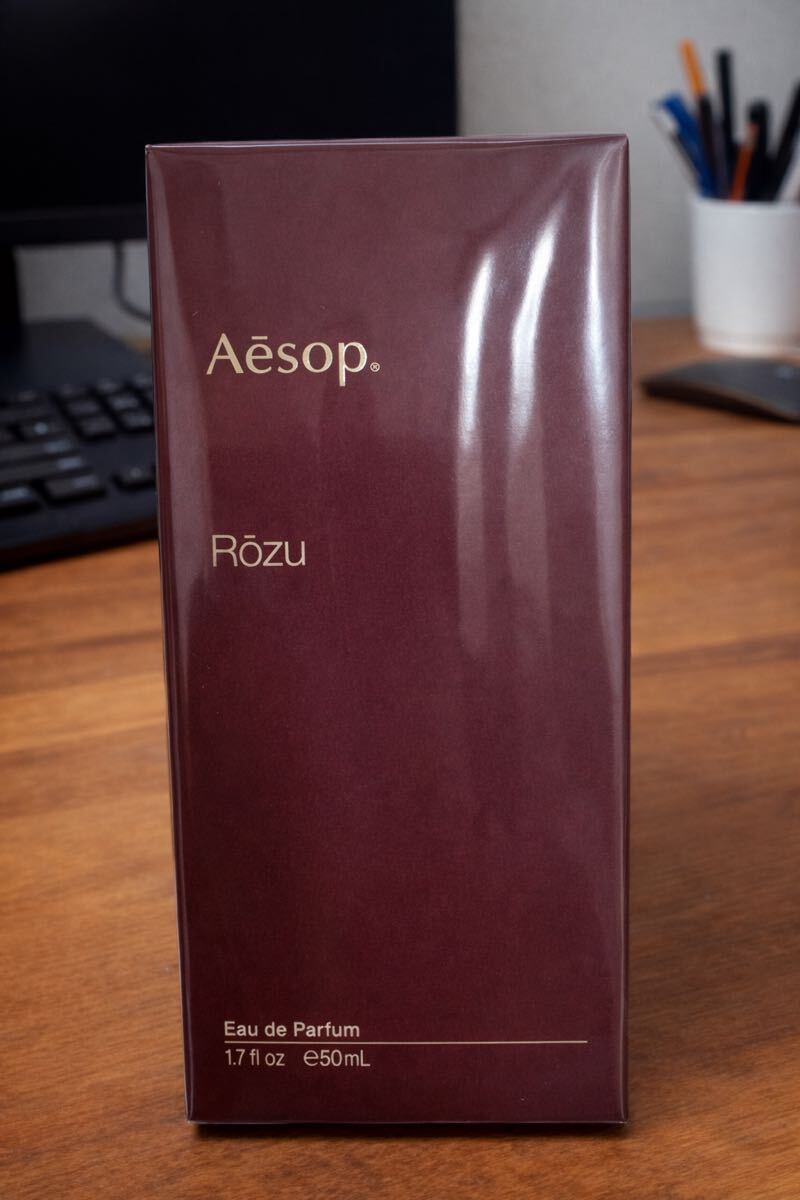 Aēsop®
Rōzu
Eau de Parfum
1.7 fl oz ℮50mL